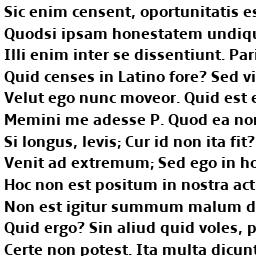 Sic enim censent, oportunitatis es
Quodsi ipsam honestatem undiqu
Illi enim inter se dissentiunt. Pari
Quid censes in Latino fore? Sed vi
Velut ego nunc moveor. Quid est e
Memini me adesse P. Quod ea non
Si longus, levis; Cur id non ita fit?
Venit ad extremum; Sed ego in ho
Hoc non est positum in nostra act
Non est igitur summum malum d
Quid ergo? Sin aliud quid voles, p
Certe non potest. Ita multa dicunt